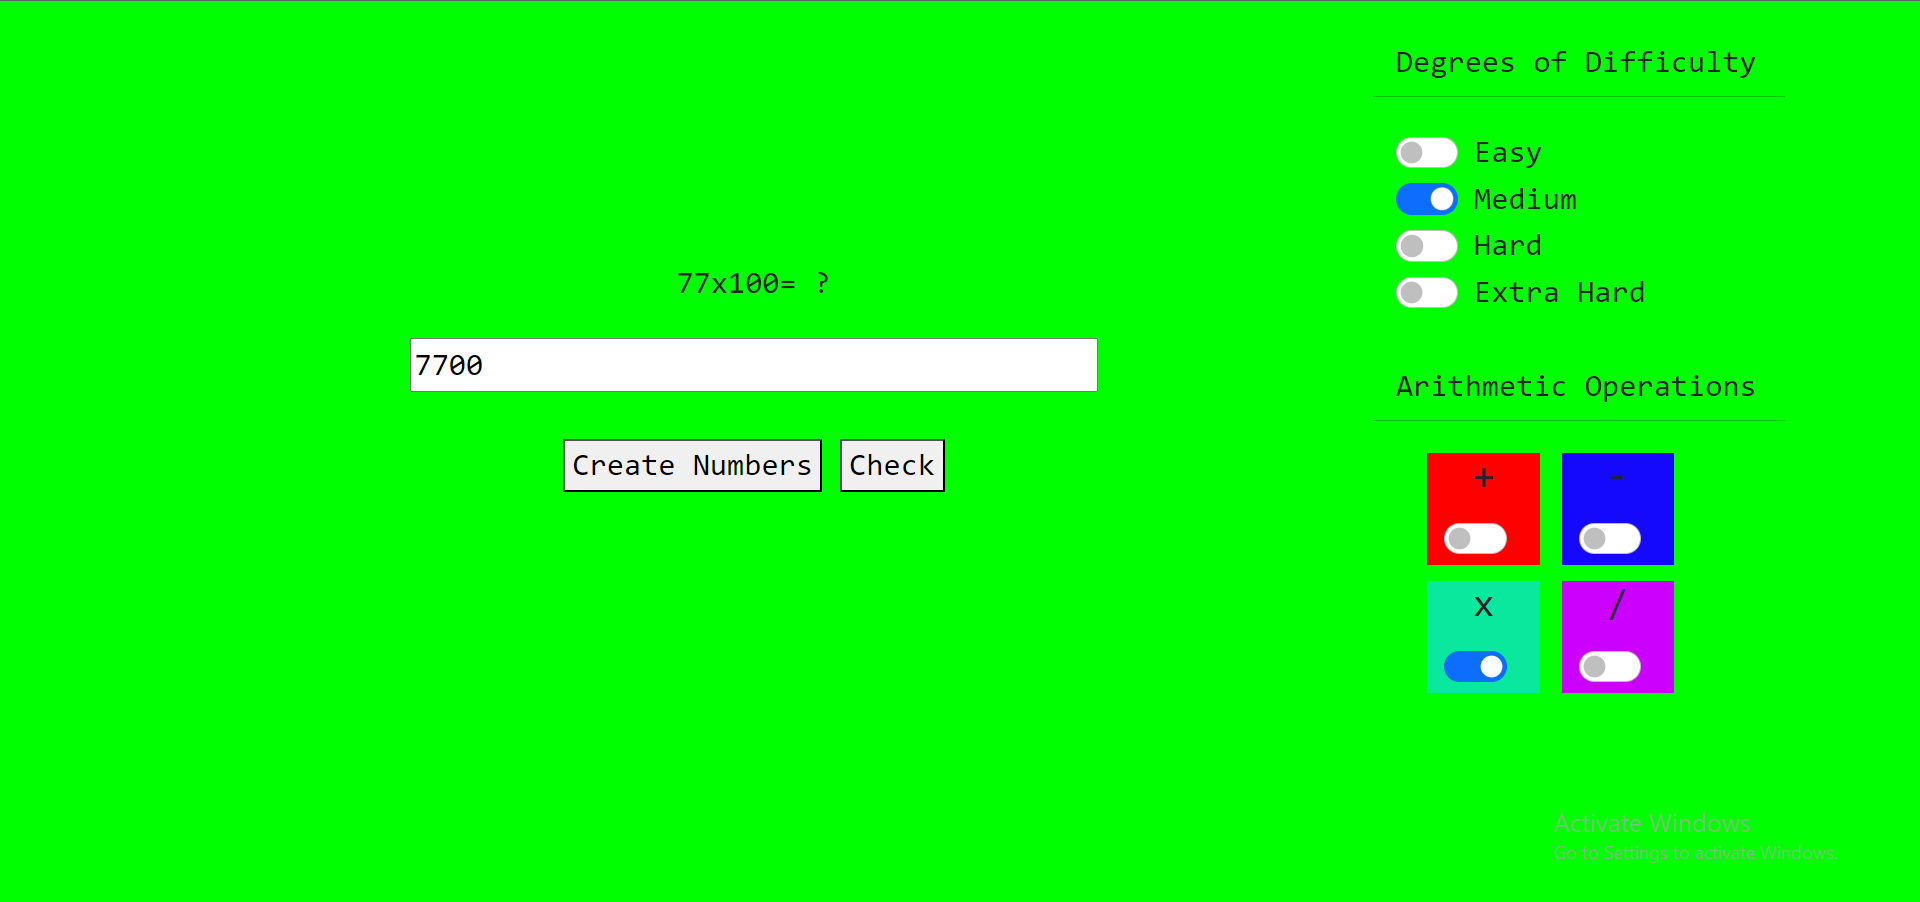 Degrees of Difficulty
Easy
Medium
Hard
Extra Hard
77x100= ?
7700
Create Numbers
Check
Arithmetic Operations
+
-
x
/
Activate Windows
Go to Settings to activate Windows.